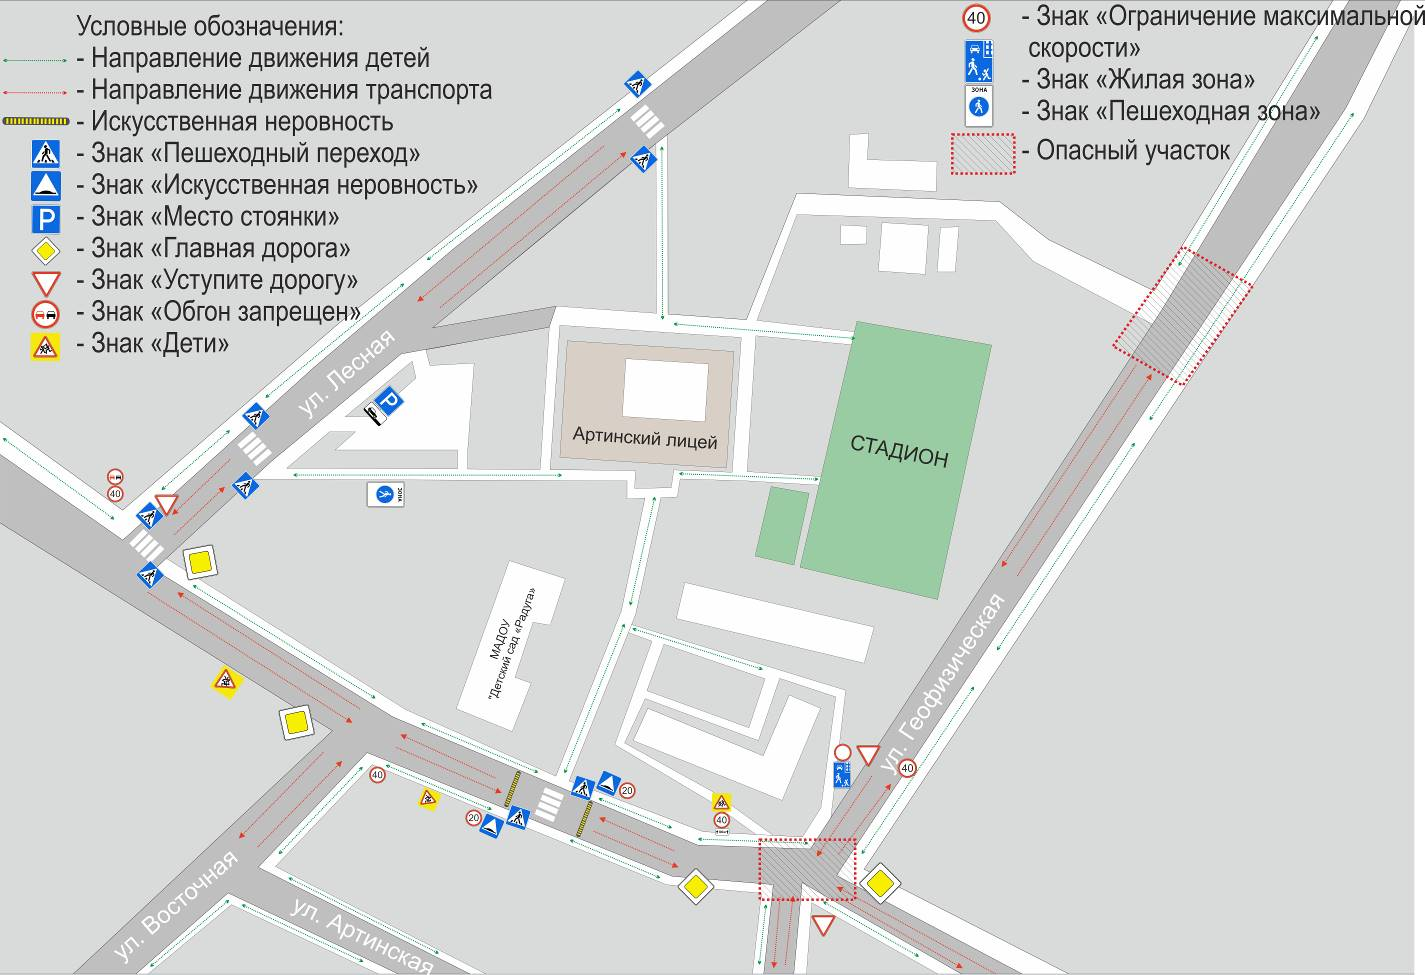 Условные обозначения:
- Направление движения детей
- Направление движения транспорта
- Искусственная неровность
- Знак «Пешеходный переход»
- Знак «Искусственная неровность»
P - Знак «Место стоянки»
- Знак «Главная дорога»
- Знак «Уступите дорогу»
- Знак «Обгон запрещен»
- Знак «Дети»
40 - Знак «Ограничение максимальной
скорости»
- Знак «Жилая зона»
ЗОНА
- Знак «Пешеходная зона»
- Опасный участок
ул. Лесная
P
Артинский лицей
СТАДИОН
40
ЗОНА
МАДОУ
"Детский сад «Радуга»
ул. Геофизическая
40
40
20
20
40
ул. Восточная
ул. Артинская